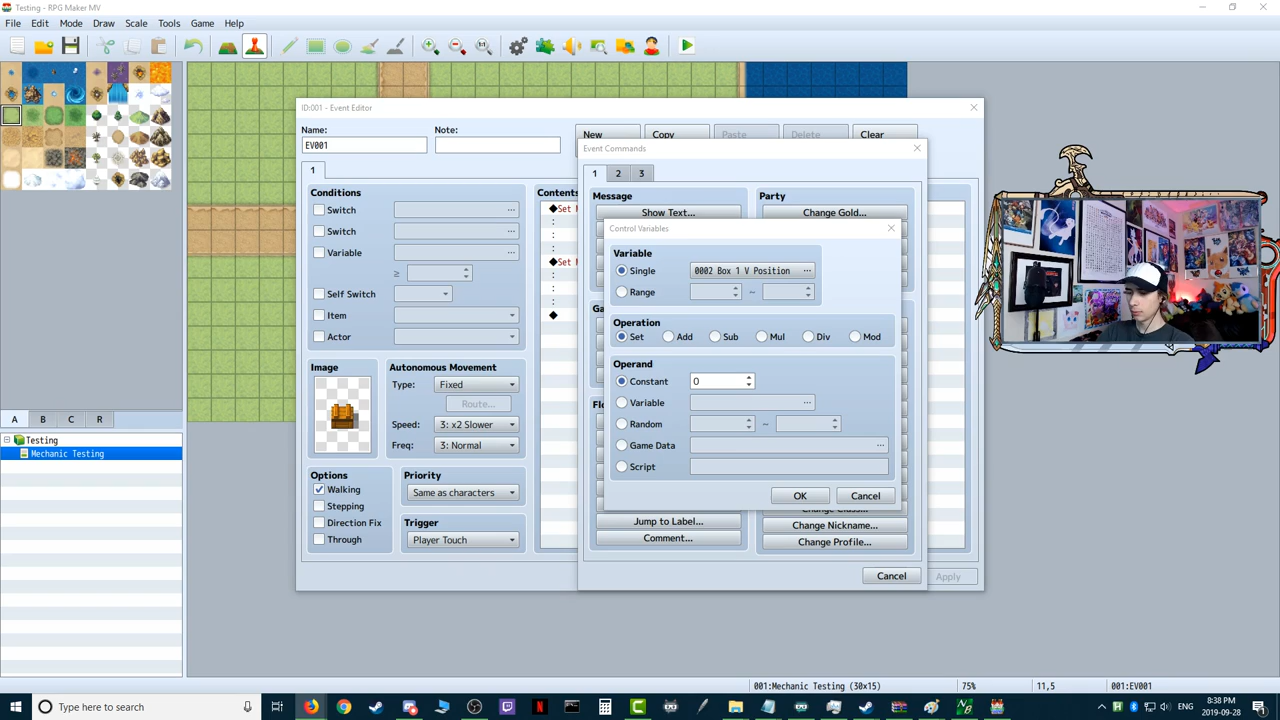 Testing - RPG Maker MV
File Edit Mode Draw Scale Tools Game Help
ID:001 - Event Editor
Name:
Note:
EV001
New
Copy
Paste
Delete
Clear
Event Commands
1
1 2 3
Conditions
Contents
Message
Party
Switch
◆Set
Show Text...
Change Gold...
Switch
:
Control Variables
Variable
:
Variable
≥
◆Set
Single
0002 Box 1 V Position
Self Switch
:
Range
~
Item
:
Operation
Actor
◆
Set Add Sub Mul Div Mod
Image
Autonomous Movement
Operand
Type:
Fixed
Constant
0
Route...
Variable
Speed:
3: x2 Slower
Random
~
Freq:
3: Normal
Game Data
Script
Options
Priority
Walking
Same as characters
OK
Cancel
Stepping
Direction Fix
Trigger
Jump to Label...
Change Nickname...
Through
Player Touch
Comment...
Change Profile...
Cancel
Apply
A B C R
Testing
Mechanic Testing
001:Mechanic Testing (30x15)
75%
11,5
001:EV001
Type here to search
ENG
8:38 PM
2019-09-28